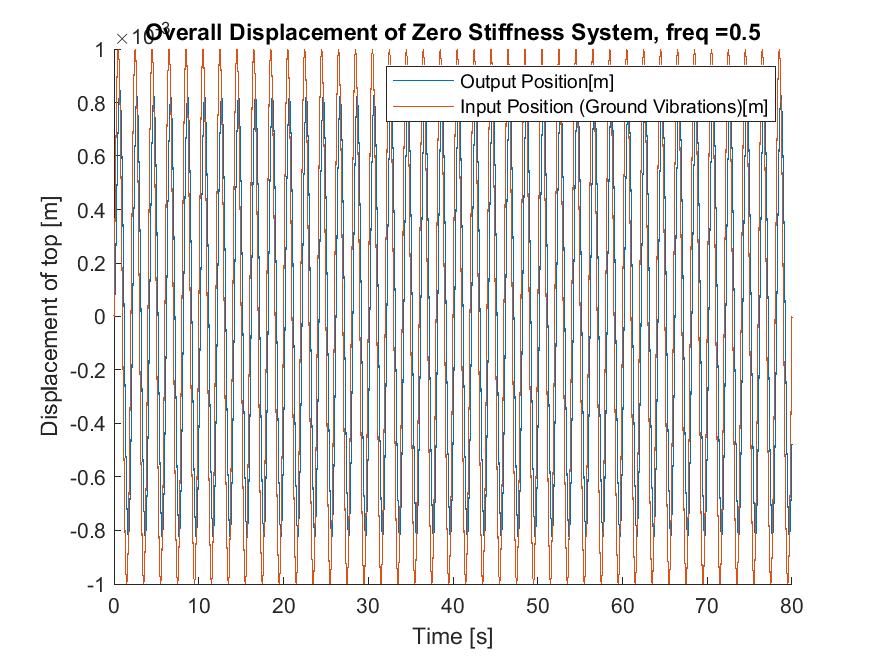 ×10-3
Overall Displacement of Zero Stiffness System, freq =0.5
Output Position[m]
Input Position (Ground Vibrations)[m]
Displacement of top [m]
1
0.8
0.6
0.4
0.2
0
-0.2
-0.4
-0.6
-0.8
-1
0 10 20 30 40 50 60 70 80
Time [s]